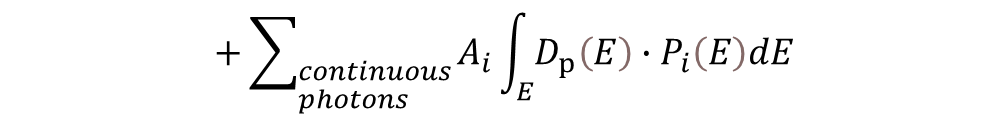 + ∑_{continuous photons} A_i ∫_E D_p(E) · P_i(E)dE